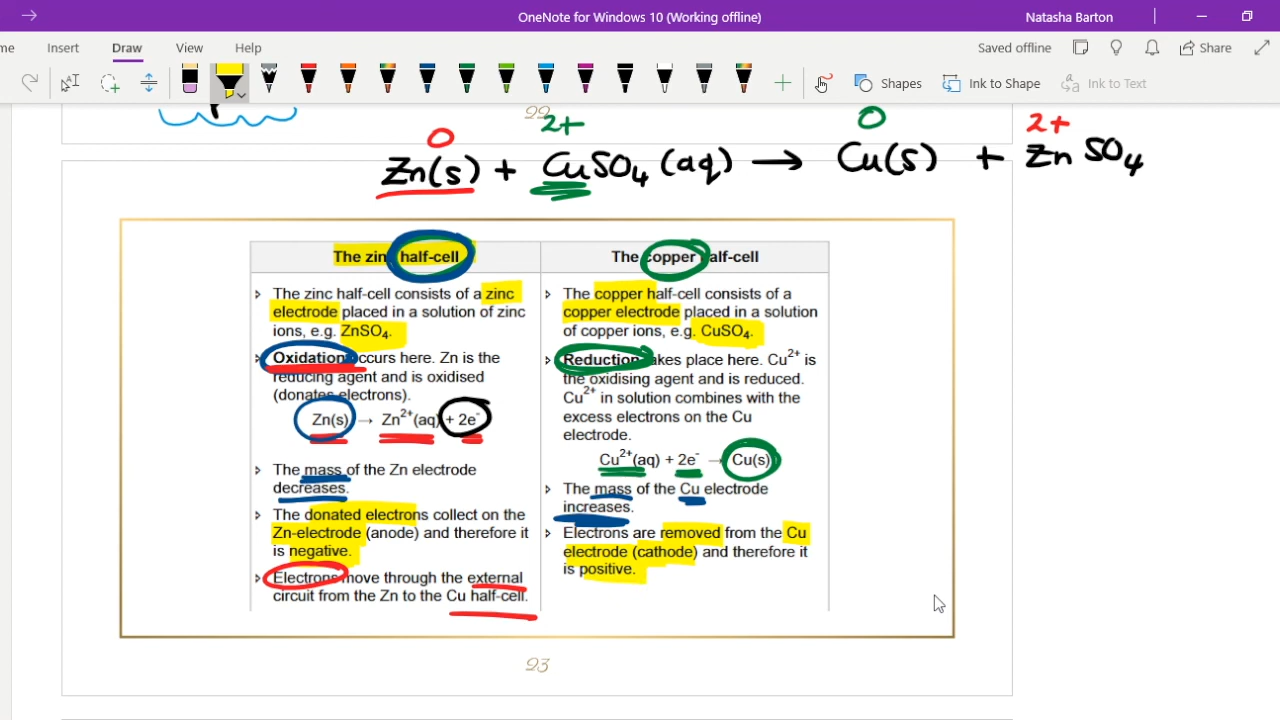 OneNote for Windows 10 (Working offline)
Natasha Barton
me Insert Draw View Help
Saved offline Share
Shapes Ink to Shape Ink to Text
22
0 2+ 0 2+
Zn(s) + CuSO₄ (aq) → Cu(s) + ZnSO₄
The zinc half-cell
▹ The zinc half-cell consists of a zinc
electrode placed in a solution of zinc
ions, e.g. ZnSO₄.
▹ Oxidation occurs here. Zn is the
reducing agent and is oxidised
(donates electrons).
Zn(s) → Zn²⁺(aq) + 2e⁻
▹ The mass of the Zn electrode
decreases.
▹ The donated electrons collect on the
Zn-electrode (anode) and therefore it
is negative.
▹ Electrons move through the external
circuit from the Zn to the Cu half-cell.
The copper half-cell
▹ The copper half-cell consists of a
copper electrode placed in a solution
of copper ions, e.g. CuSO₄.
▹ Reduction takes place here. Cu²⁺ is
the oxidising agent and is reduced.
Cu²⁺ in solution combines with the
excess electrons on the Cu
electrode.
Cu²⁺(aq) + 2e⁻ → Cu(s)
▹ The mass of the Cu electrode
increases.
▹ Electrons are removed from the Cu
electrode (cathode) and therefore it
is positive.
23